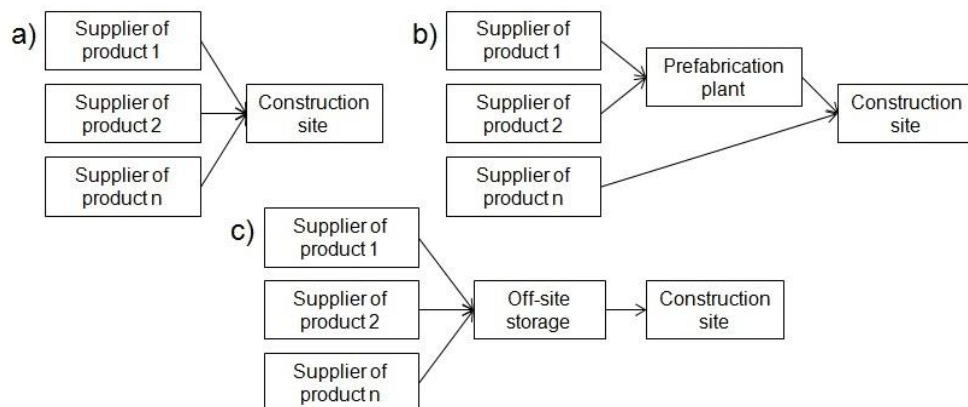 a)
Supplier of
product 1
Supplier of
product 2
Supplier of
product n
Construction
site
b)
Supplier of
product 1
Supplier of
product 2
Supplier of
product n
Prefabrication
plant
Construction
site
c)
Supplier of
product 1
Supplier of
product 2
Supplier of
product n
Off-site
storage
Construction
site